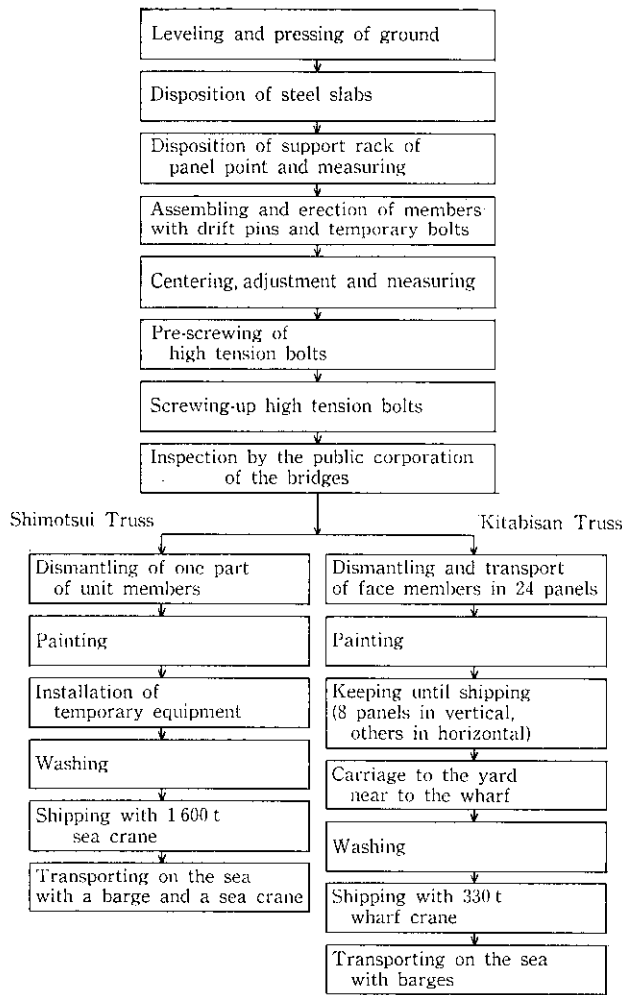 Leveling and pressing of ground
Disposition of steel slabs
Disposition of support rack of
panel point and measuring
Assembling and erection of members
with drift pins and temporary bolts
Centering, adjustment and measuring
Pre-screwing of
high tension bolts
Screwing-up high tension bolts
Inspection by the public corporation
of the bridges
Shimotsui Truss
Dismantling of one part
of unit members
Painting
Installation of
temporary equipment
Washing
Shipping with 1 600 t
sea crane
Transporting on the sea
with a barge and a sea crane
Kitabisan Truss
Dismantling and transport
of face members in 24 panels
Painting
Keeping until shipping
(8 panels in vertical,
others in horizontal)
Carriage to the yard
near to the wharf
Washing
Shipping with 330 t
wharf crane
Transporting on the sea
with barges